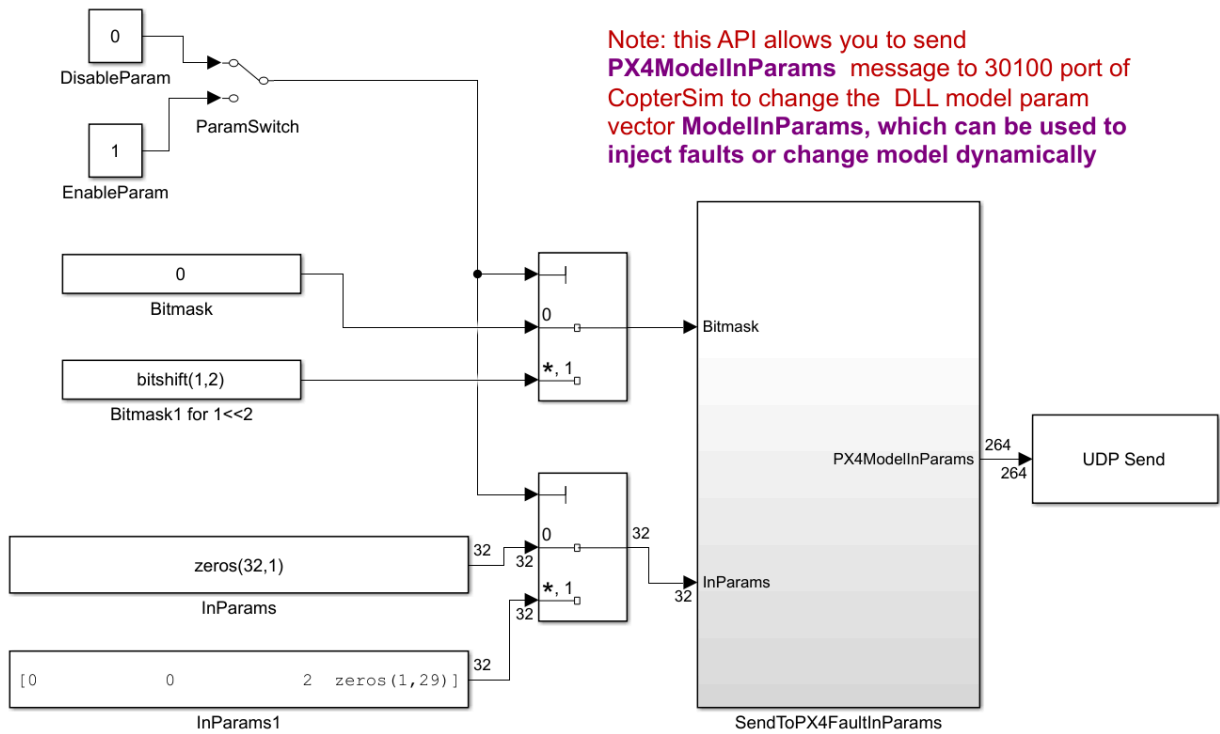 0
DisableParam
Note: this API allows you to send
PX4ModelInParams message to 30100 port of
CopterSim to change the DLL model param
vector ModelInParams, which can be used to
inject faults or change model dynamically
ParamSwitch
1
EnableParam
0
Bitmask
0
Bitmask
*, 1
bitshift(1,2)
Bitmask1 for 1<<2
PX4ModelInParams
264
264
UDP Send
zeros(32,1)
32
32
0
32
32
InParams
InParams
*, 1
32
[0 0 2 zeros(1,29)]
32
InParams1
SendToPX4FaultInParams